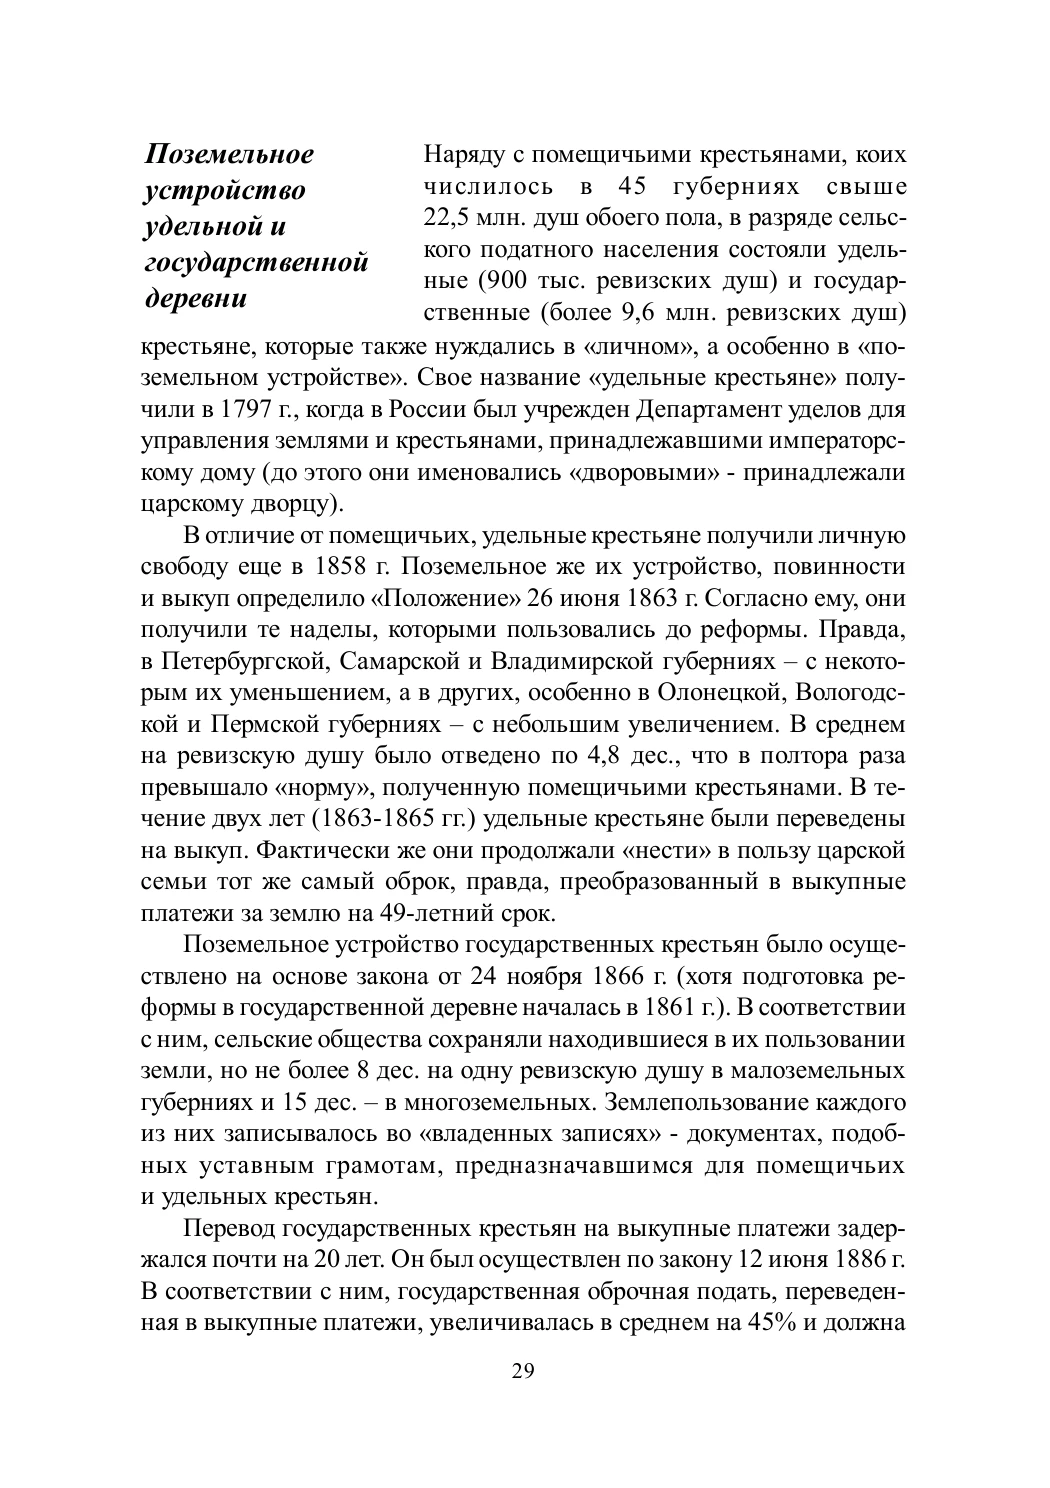 Поземельное
устройство
удельной и
государственной
деревни
Наряду с помещичьими крестьянами, коих
числилось в 45 губерниях свыше
22,5 млн. душ обоего пола, в разряде сельс-
кого податного населения состояли удель-
ные (900 тыс. ревизских душ) и государ-
ственные (более 9,6 млн. ревизских душ)
крестьяне, которые также нуждались в «личном», а особенно в «по-
земельном устройстве». Свое название «удельные крестьяне» полу-
чили в 1797 г., когда в России был учрежден Департамент уделов для
управления землями и крестьянами, принадлежавшими императорс-
кому дому (до этого они именовались «дворовыми» - принадлежали
царскому дворцу).
В отличие от помещичьих, удельные крестьяне получили личную
свободу еще в 1858 г. Поземельное же их устройство, повинности
и выкуп определило «Положение» 26 июня 1863 г. Согласно ему, они
получили те наделы, которыми пользовались до реформы. Правда,
в Петербургской, Самарской и Владимирской губерниях – с некото-
рым их уменьшением, а в других, особенно в Олонецкой, Вологодс-
кой и Пермской губерниях – с небольшим увеличением. В среднем
на ревизскую душу было отведено по 4,8 дес., что в полтора раза
превышало «норму», полученную помещичьими крестьянами. В те-
чение двух лет (1863-1865 гг.) удельные крестьяне были переведены
на выкуп. Фактически же они продолжали «нести» в пользу царской
семьи тот же самый оброк, правда, преобразованный в выкупные
платежи за землю на 49-летний срок.
Поземельное устройство государственных крестьян было осуще-
ствлено на основе закона от 24 ноября 1866 г. (хотя подготовка ре-
формы в государственной деревне началась в 1861 г.). В соответствии
с ним, сельские общества сохраняли находившиеся в их пользовании
земли, но не более 8 дес. на одну ревизскую душу в малоземельных
губерниях и 15 дес. – в многоземельных. Землепользование каждого
из них записывалось во «владенных записях» - документах, подоб-
ных уставным грамотам, предназначавшимся для помещичьих
и удельных крестьян.
Перевод государственных крестьян на выкупные платежи задер-
жался почти на 20 лет. Он был осуществлен по закону 12 июня 1886 г.
В соответствии с ним, государственная оброчная подать, переведен-
ная в выкупные платежи, увеличивалась в среднем на 45% и должна
29